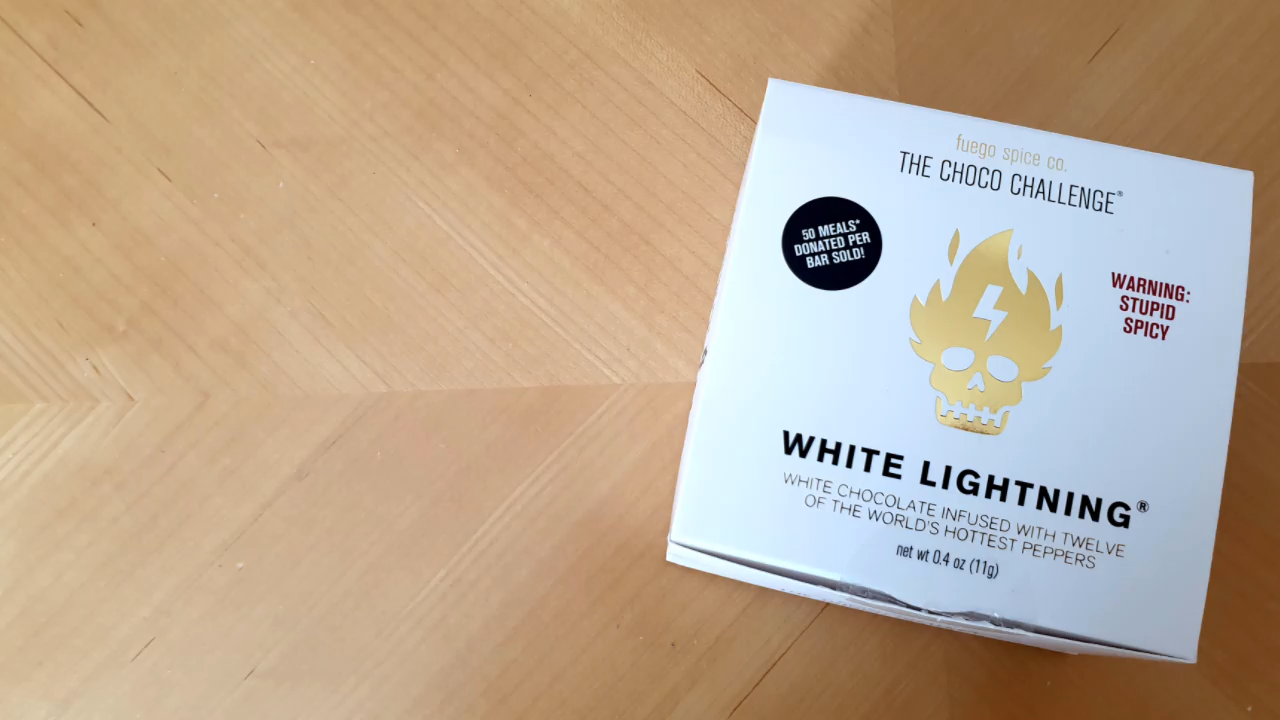 fuego spice co.
THE CHOCO CHALLENGE®
50 MEALS*
DONATED PER
BAR SOLD!
WARNING:
STUPID
SPICY
WHITE LIGHTNING®
WHITE CHOCOLATE INFUSED WITH TWELVE
OF THE WORLD'S HOTTEST PEPPERS
net wt 0.4 oz (11g)